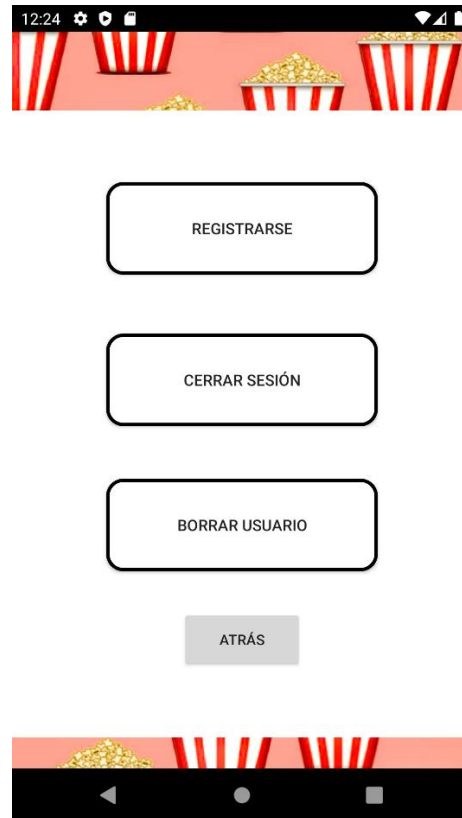 12:24
REGISTRARSE
CERRAR SESIÓN
BORRAR USUARIO
ATRÁS